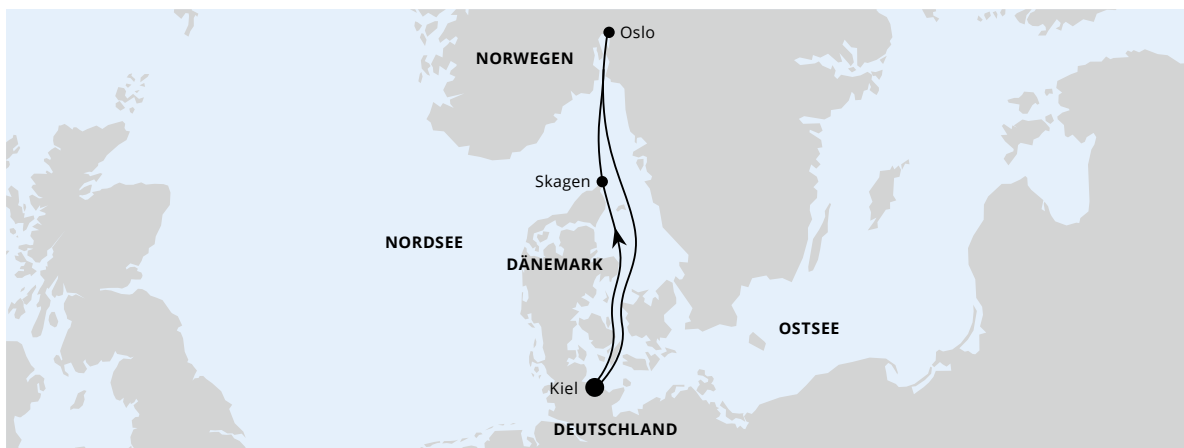 Oslo
NORWEGEN
Skagen
NORDSEE
DÄNEMARK
OSTSEE
Kiel
DEUTSCHLAND